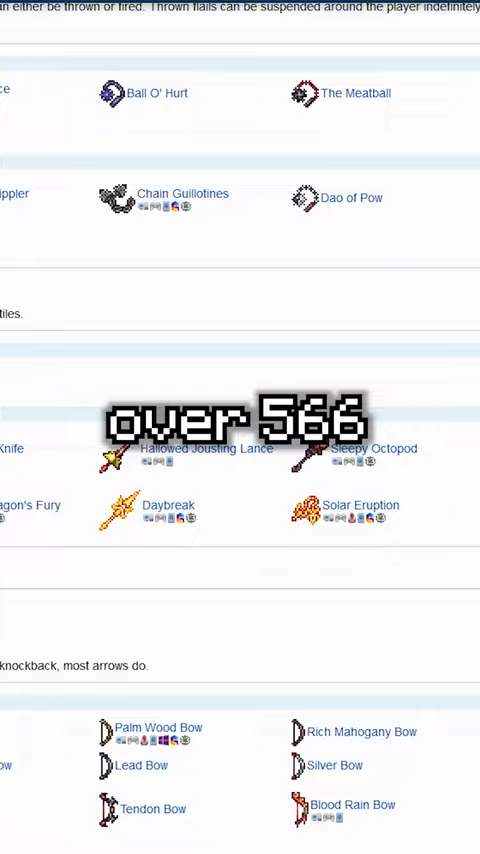 an either be thrown or fired. Thrown flails can be suspended around the player indefinitely
ce
Ball O' Hurt
The Meatball
ippler
Chain Guillotines
Dao of Pow
tiles.
over 566
Knife
Hallowed Jousting Lance
Sleepy Octopod
agon's Fury
Daybreak
Solar Eruption
knockback, most arrows do.
Palm Wood Bow
Rich Mahogany Bow
ow
Lead Bow
Silver Bow
Tendon Bow
Blood Rain Bow